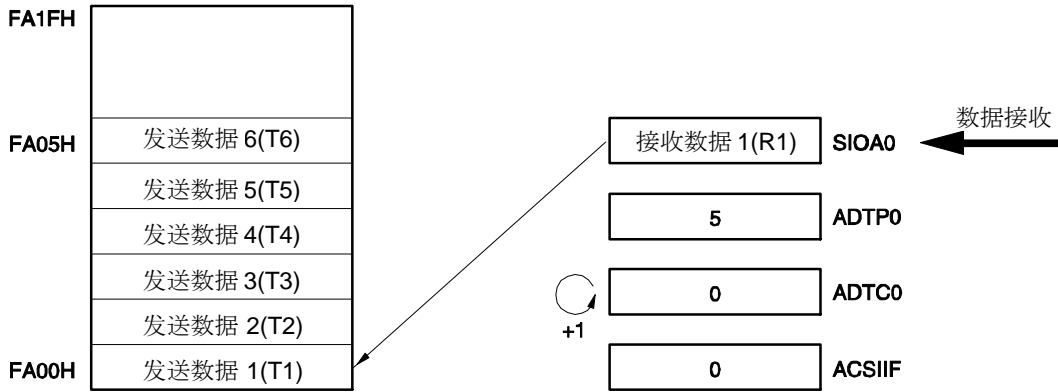 FA1FH
FA05H
发送数据 6(T6)
发送数据 5(T5)
发送数据 4(T4)
发送数据 3(T3)
发送数据 2(T2)
FA00H
发送数据 1(T1)
数据接收
接收数据 1(R1)
SIOA0
5
ADTP0
+1
0
ADTC0
0
ACSIIF